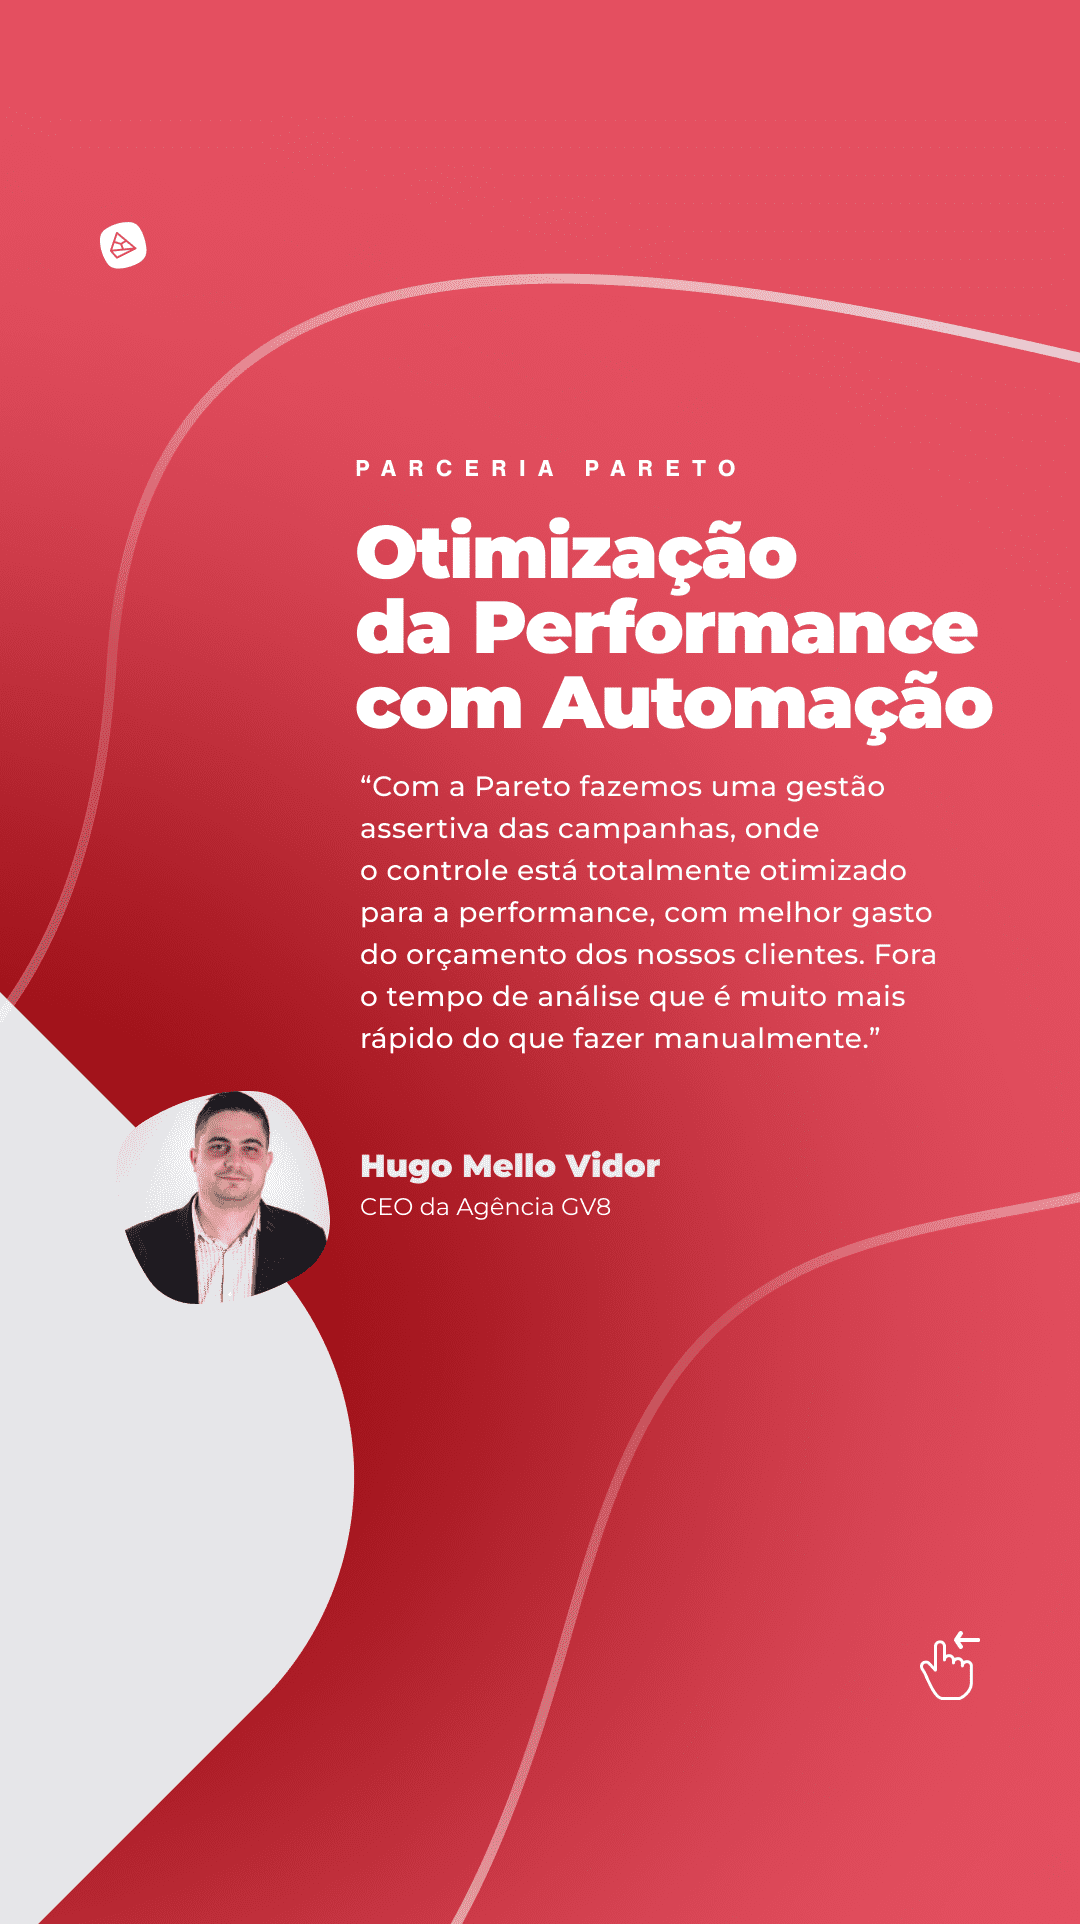 PARCERIA PARETO
Otimização
da Performance
com Automação
“Com a Pareto fazemos uma gestão
assertiva das campanhas, onde
o controle está totalmente otimizado
para a performance, com melhor gasto
do orçamento dos nossos clientes. Fora
o tempo de análise que é muito mais
rápido do que fazer manualmente.”
Hugo Mello Vidor
CEO da Agência GV8